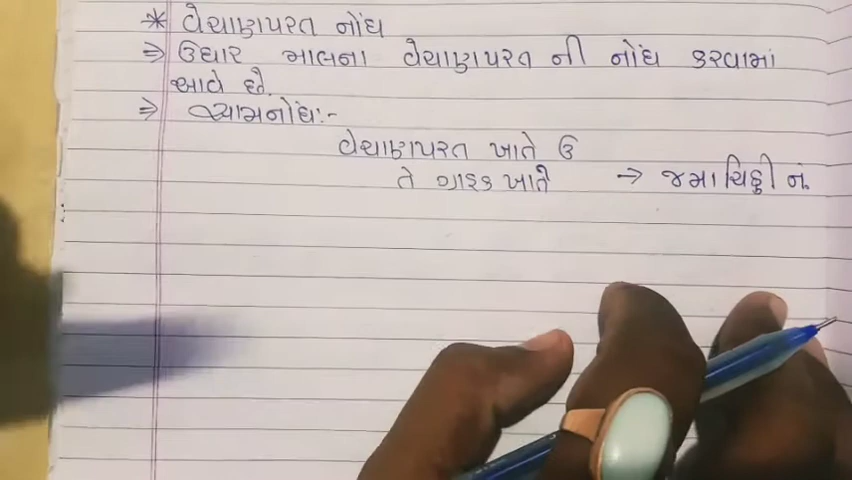 * વેચાણપરત નોંધ
⇒ ઉધાર માલના વેચાણપરત ની નોંધ કરવામાં
આવે છે.
⇒ આમનોંધઃ-
વેચાણપરત ખાતે ઉ
તે ગ્રાહક ખાતે → જમાચિઠ્ઠી નં.